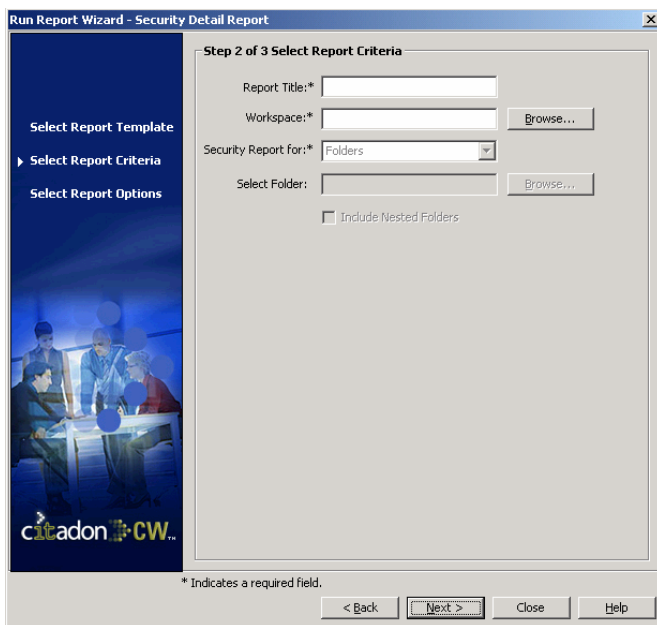 Run Report Wizard - Security Detail Report
Select Report Template
Select Report Criteria
Select Report Options
citadon CW™
Step 2 of 3 Select Report Criteria
Report Title:*
Workspace:* Browse...
Security Report for:* Folders
Select Folder: Browse...
Include Nested Folders
* Indicates a required field.
< Back Next > Close Help